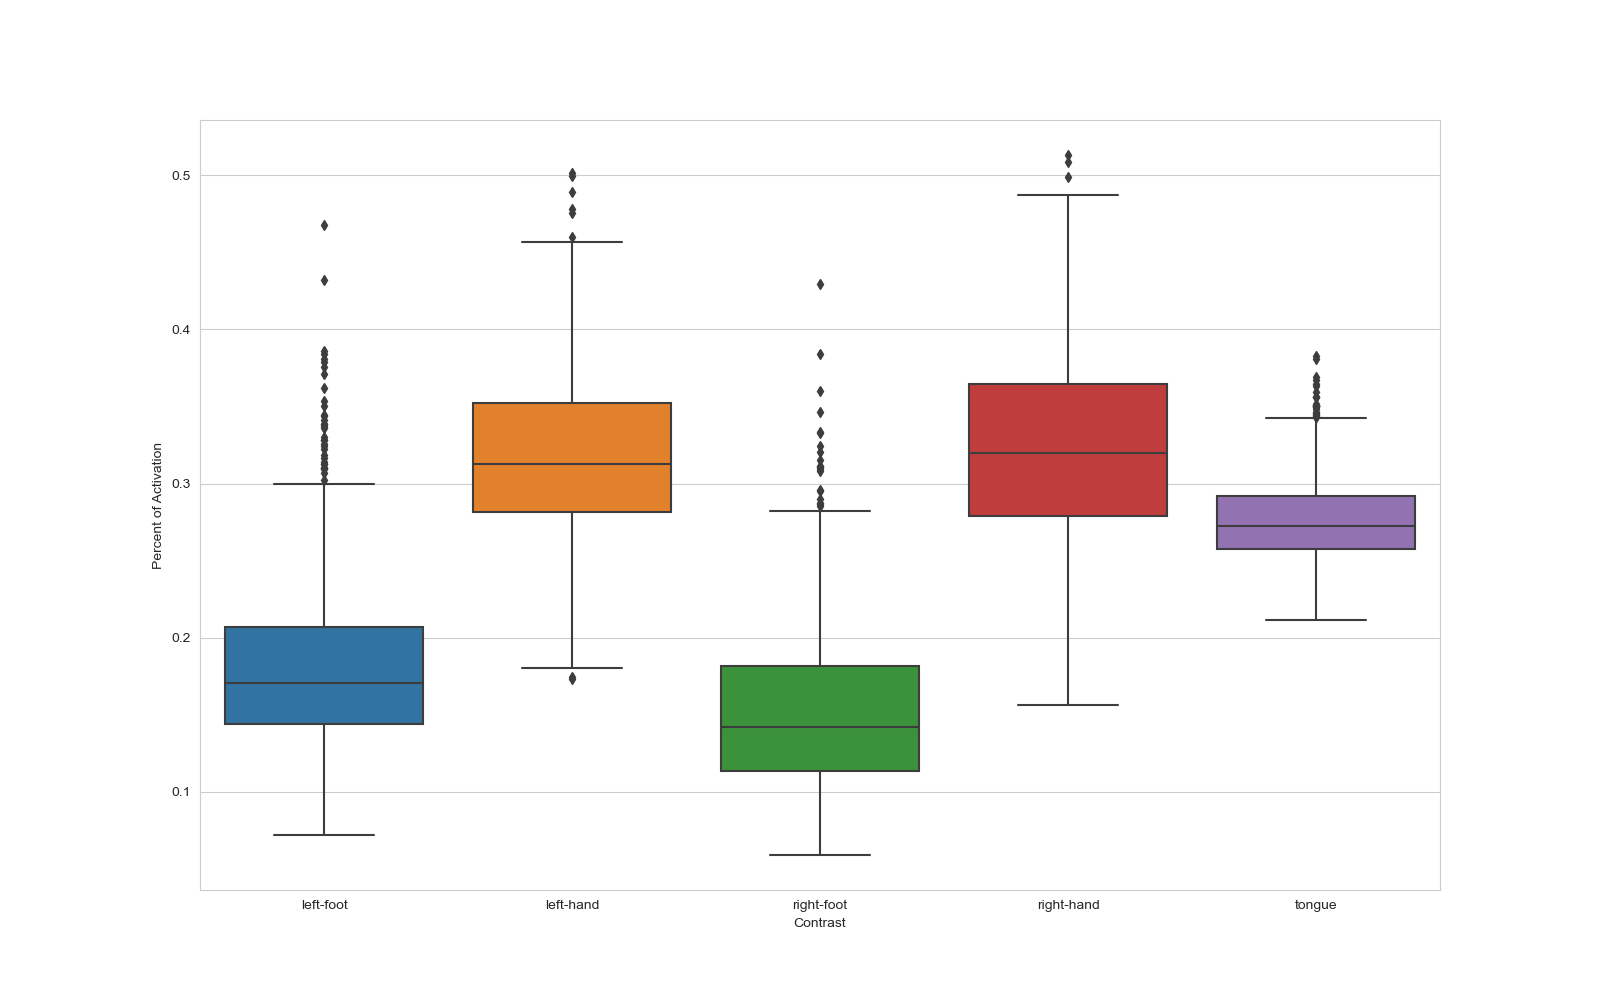 Percent of Activation
0.5
0.4
0.3
0.2
0.1
left-foot left-hand right-foot right-hand tongue
Contrast